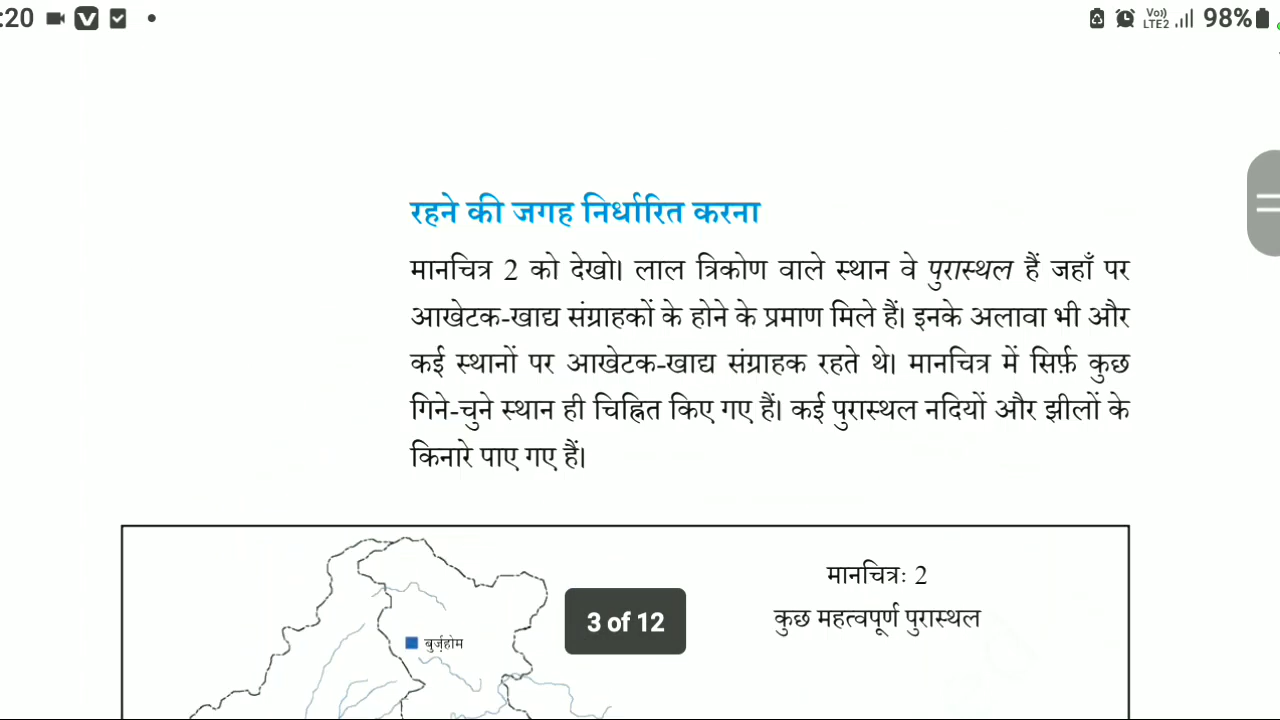 :20
Vo)) 98%
LTE2
रहने की जगह निर्धारित करना
मानचित्र 2 को देखो। लाल त्रिकोण वाले स्थान वे पुरास्थल हैं जहाँ पर
आखेटक-खाद्य संग्राहकों के होने के प्रमाण मिले हैं। इनके अलावा भी और
कई स्थानों पर आखेटक-खाद्य संग्राहक रहते थे। मानचित्र में सिर्फ़ कुछ
गिने-चुने स्थान ही चिह्नित किए गए हैं। कई पुरास्थल नदियों और झीलों के
किनारे पाए गए हैं।
मानचित्रः 2
कुछ महत्वपूर्ण पुरास्थल
3 of 12
बुर्ज़होम